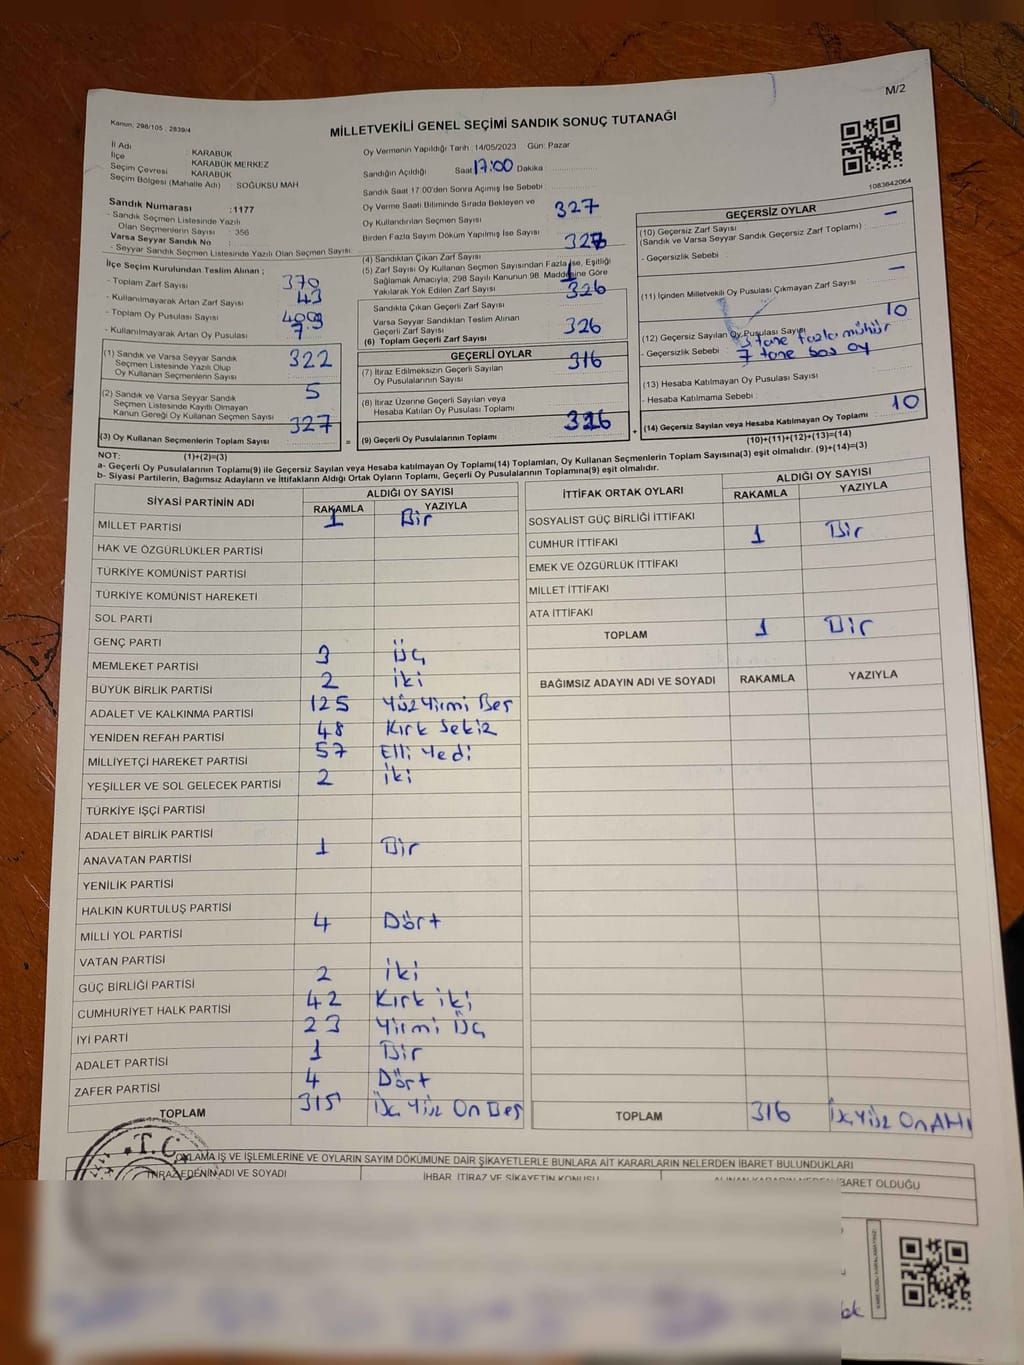 M/2
Kanun; 298/105 , 2839/4
MİLLETVEKİLİ GENEL SEÇİMİ SANDIK SONUÇ TUTANAĞI
İl Adı : KARABÜK
İlçe : KARABÜK MERKEZ
Seçim Çevresi : KARABÜK
Seçim Bölgesi (Mahalle Adı) : SOĞUKSU MAH
Oy Vermenin Yapıldığı Tarih : 14/05/2023 Gün: Pazar
Sandığın Açıldığı Saat 17:00 Dakika :
Sandık Saat 17:00'den Sonra Açımış İse Sebebi :
1083642064
Sandık Numarası :1177
- Sandık Seçmen Listesinde Yazılı
Olan Seçmenlerin Sayısı : 356
Varsa Seyyar Sandık No :
- Seyyar Sandık Seçmen Listesinde Yazılı Olan Seçmen Sayısı:
Oy Verme Saati Bitiminde Sırada Bekleyen ve
Oy Kullandırılan Seçmen Sayısı 327
Birden Fazla Sayım Döküm Yapılmış İse Sayısı :
İlçe Seçim Kurulundan Teslim Alınan ;
- Toplam Zarf Sayısı : 370
- Kullanılmayarak Artan Zarf Sayısı : 43
- Toplam Oy Pusulası Sayısı :
- Kullanılmayarak Artan Oy Pusulası :
(1) Sandık ve Varsa Seyyar Sandık
Seçmen Listesinde Yazılı Olup
Oy Kullanan Seçmenlerin Sayısı : 322
(2) Sandık ve Varsa Seyyar Sandık
Seçmen Listesinde Kayıtlı Olmayan
Kanun Gereği Oy Kullanan Seçmen Sayısı : 5
(3) Oy Kullanan Seçmenlerin Toplam Sayısı : 327
(1)+(2)=(3)
(4) Sandıktan Çıkan Zarf Sayısı :
(5) Zarf Sayısı Oy Kullanan Seçmen Sayısından Fazla İse, Eşitliği
Sağlamak Amacıyla, 298 Sayılı Kanunun 98. Maddesine Göre
Yakılarak Yok Edilen Zarf Sayısı : 1
Sandıkta Çıkan Geçerli Zarf Sayısı : 326
Varsa Seyyar Sandıktan Teslim Alınan
Geçerli Zarf Sayısı :
(6) Toplam Geçerli Zarf Sayısı : 326
GEÇERLİ OYLAR
(7) İtiraz Edilmeksizin Geçerli Sayılan
Oy Pusulalarının Sayısı : 316
(8) İtiraz Üzerine Geçerli Sayılan veya
Hesaba Katılan Oy Pusulası Toplamı :
= (9) Geçerli Oy Pusulalarının Toplamı :
GEÇERSİZ OYLAR
(10) Geçersiz Zarf Sayısı
(Sandık ve Varsa Seyyar Sandık Geçersiz Zarf Toplamı) : -
- Geçersizlik Sebebi :
(11) İçinden Milletvekili Oy Pusulası Çıkmayan Zarf Sayısı : -
(12) Geçersiz Sayılan Oy Pusulası Sayısı : 10
- Geçersizlik Sebebi : 3 tane fazla mühür
7 tane boş oy
(13) Hesaba Katılmayan Oy Pusulası Sayısı :
- Hesaba Katılmama Sebebi :
+ (14) Geçersiz Sayılan veya Hesaba Katılmayan Oy Toplamı : 10
(10)+(11)+(12)+(13)=(14)
NOT:
a- Geçerli Oy Pusulalarının Toplamı(9) ile Geçersiz Sayılan veya Hesaba katılmayan Oy Toplamı(14) Toplamları, Oy Kullanan Seçmenlerin Toplam Sayısına(3) eşit olmalıdır. (9)+(14)=(3)
b- Siyasi Partilerin, Bağımsız Adayların ve İttifakların Aldığı Ortak Oyların Toplamı, Geçerli Oy Pusulalarının Toplamına(9) eşit olmalıdır.
SİYASİ PARTİNİN ADI ALDIĞI OY SAYISI
RAKAMLA YAZIYLA
MİLLET PARTİSİ 1 Bir
HAK VE ÖZGÜRLÜKLER PARTİSİ
TÜRKİYE KOMÜNİST PARTİSİ
TÜRKİYE KOMÜNİST HAREKETİ
SOL PARTİ
GENÇ PARTİ
MEMLEKET PARTİSİ 3 Üç
BÜYÜK BİRLİK PARTİSİ 2 İki
ADALET VE KALKINMA PARTİSİ 125 Yüz Yirmi Beş
YENİDEN REFAH PARTİSİ 48 Kırk Sekiz
MİLLİYETÇİ HAREKET PARTİSİ 57 Elli Yedi
YEŞİLLER VE SOL GELECEK PARTİSİ 2 İki
TÜRKİYE İŞÇİ PARTİSİ
ADALET BİRLİK PARTİSİ
ANAVATAN PARTİSİ 1 Bir
YENİLİK PARTİSİ
HALKIN KURTULUŞ PARTİSİ
MİLLİ YOL PARTİSİ 4 Dört
VATAN PARTİSİ
GÜÇ BİRLİĞİ PARTİSİ 2 İki
CUMHURİYET HALK PARTİSİ 42 Kırk iki
İYİ PARTİ 23 Yirmi Üç
ADALET PARTİSİ 1 Bir
ZAFER PARTİSİ 4 Dört
TOPLAM 315 Üç Yüz On Beş
İTTİFAK ORTAK OYLARI ALDIĞI OY SAYISI
RAKAMLA YAZIYLA
SOSYALİST GÜÇ BİRLİĞİ İTTİFAKI
CUMHUR İTTİFAKI 1 Bir
EMEK VE ÖZGÜRLÜK İTTİFAKI
MİLLET İTTİFAKI
ATA İTTİFAKI
TOPLAM 1 Bir
BAĞIMSIZ ADAYIN ADI VE SOYADI RAKAMLA YAZIYLA
TOPLAM 316 Üç Yüz On Altı
T.C.
OYLAMA İŞ VE İŞLEMLERİNE VE OYLARIN SAYIM DÖKÜMÜNE DAİR ŞİKAYETLERLE BUNLARA AİT KARARLARIN NELERDEN İBARET BULUNDUKLARI
İTİRAZ EDENİN ADI VE SOYADI
İHBAR, İTİRAZ VE ŞİKAYETİN KONUSU
ALINAN KARARIN NEDEN İBARET OLDUĞU